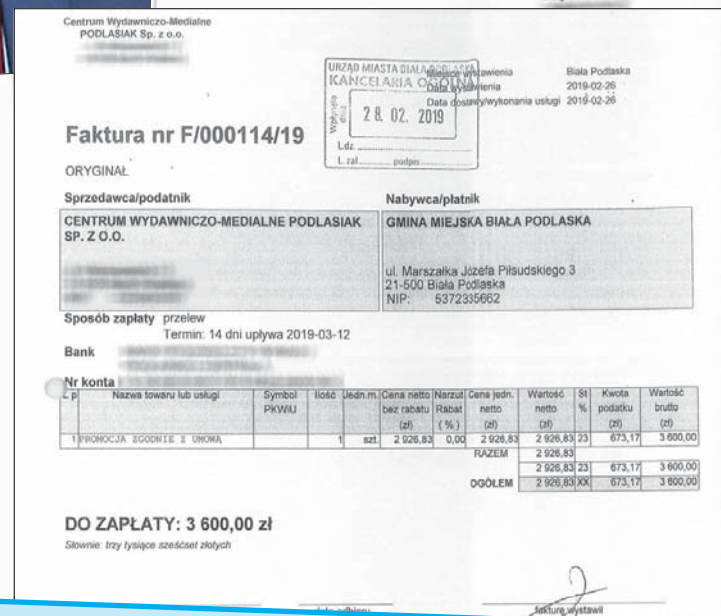 Centrum Wydawniczo-Medialne
PODLASIAK Sp. z o.o.
URZĄD MIASTA BIAŁA PODLASKA
KANCELARIA OGÓLNA
Wpłynęło dnia
28. 02. 2019
L.dz.
L. zał. podpis
Miejsce wystawienia Biała Podlaska
Data wystawienia 2019-02-26
Data dostawy/wykonania usługi 2019-02-26
Faktura nr F/000114/19
ORYGINAŁ
Sprzedawca/podatnik
CENTRUM WYDAWNICZO-MEDIALNE PODLASIAK
SP. Z O.O.
Nabywca/płatnik
GMINA MIEJSKA BIAŁA PODLASKA
ul. Marszałka Józefa Piłsudskiego 3
21-500 Biała Podlaska
NIP: 5372335662
Sposób zapłaty przelew
Termin: 14 dni upływa 2019-03-12
Bank
Nr konta
Lp Nazwa towaru lub usługi Symbol PKWiU Ilość Jedn.m. Cena netto bez rabatu (zł) Narzut Rabat (%) Cena jedn. netto (zł) Wartość netto (zł) St % Kwota podatku (zł) Wartość brutto (zł)
1 PROMOCJA ZGODNIE Z UMOWĄ 1 szt. 2 926,83 0,00 2 926,83 2 926,83 23 673,17 3 600,00
RAZEM 2 926,83
2 926,83 23 673,17 3 600,00
OGÓŁEM 2 926,83 XX 673,17 3 600,00
DO ZAPŁATY: 3 600,00 zł
Słownie: trzy tysiące sześćset złotych
fakturę wystawił